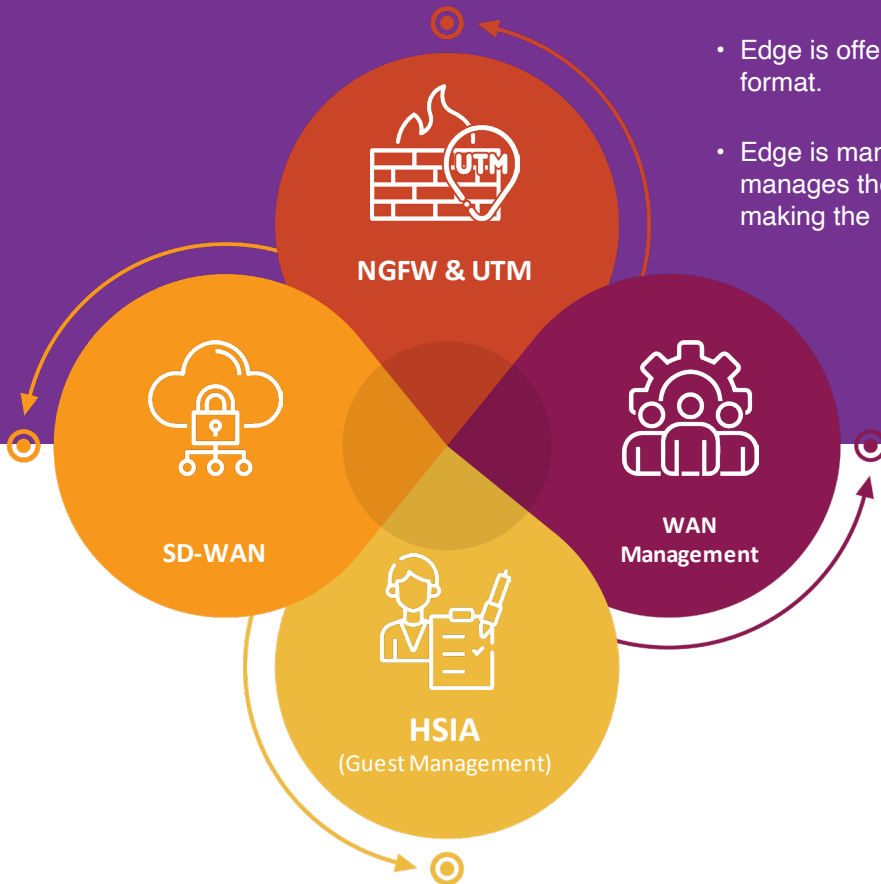 • Edge is offe
format.
• Edge is man
manages the
making the
UTM
NGFW & UTM
SD-WAN
WAN
Management
HSIA
(Guest Management)